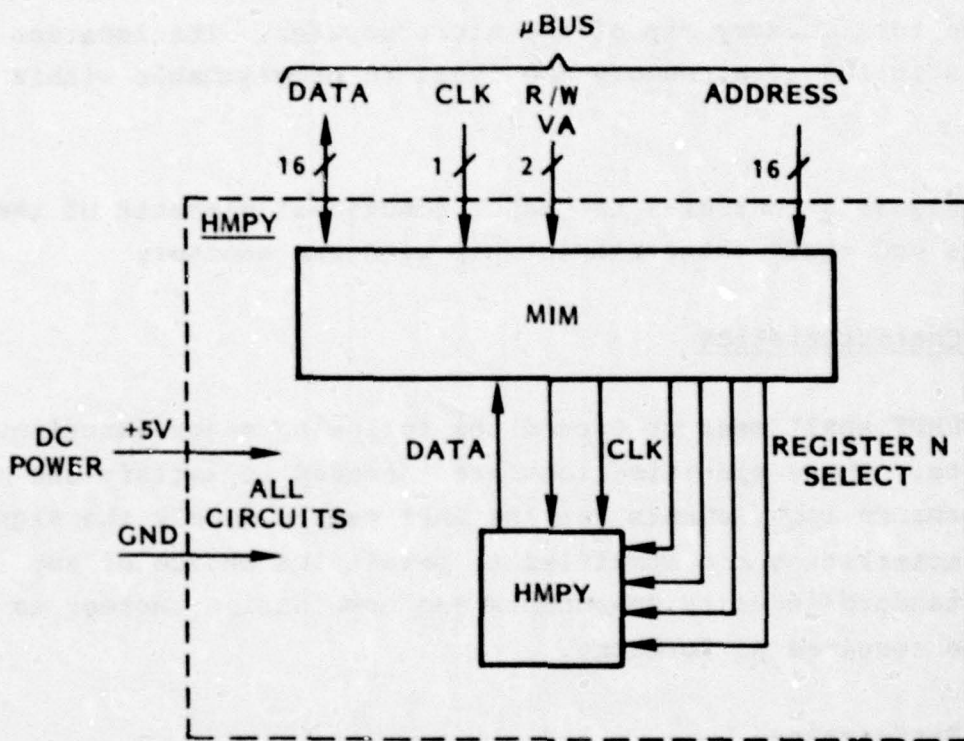 μBUS
DATA CLK R/W ADDRESS
VA
16 1 2 16
HMPY
MIM
DC POWER
+5V
ALL CIRCUITS
GND
DATA CLK REGISTER N SELECT
HMPY